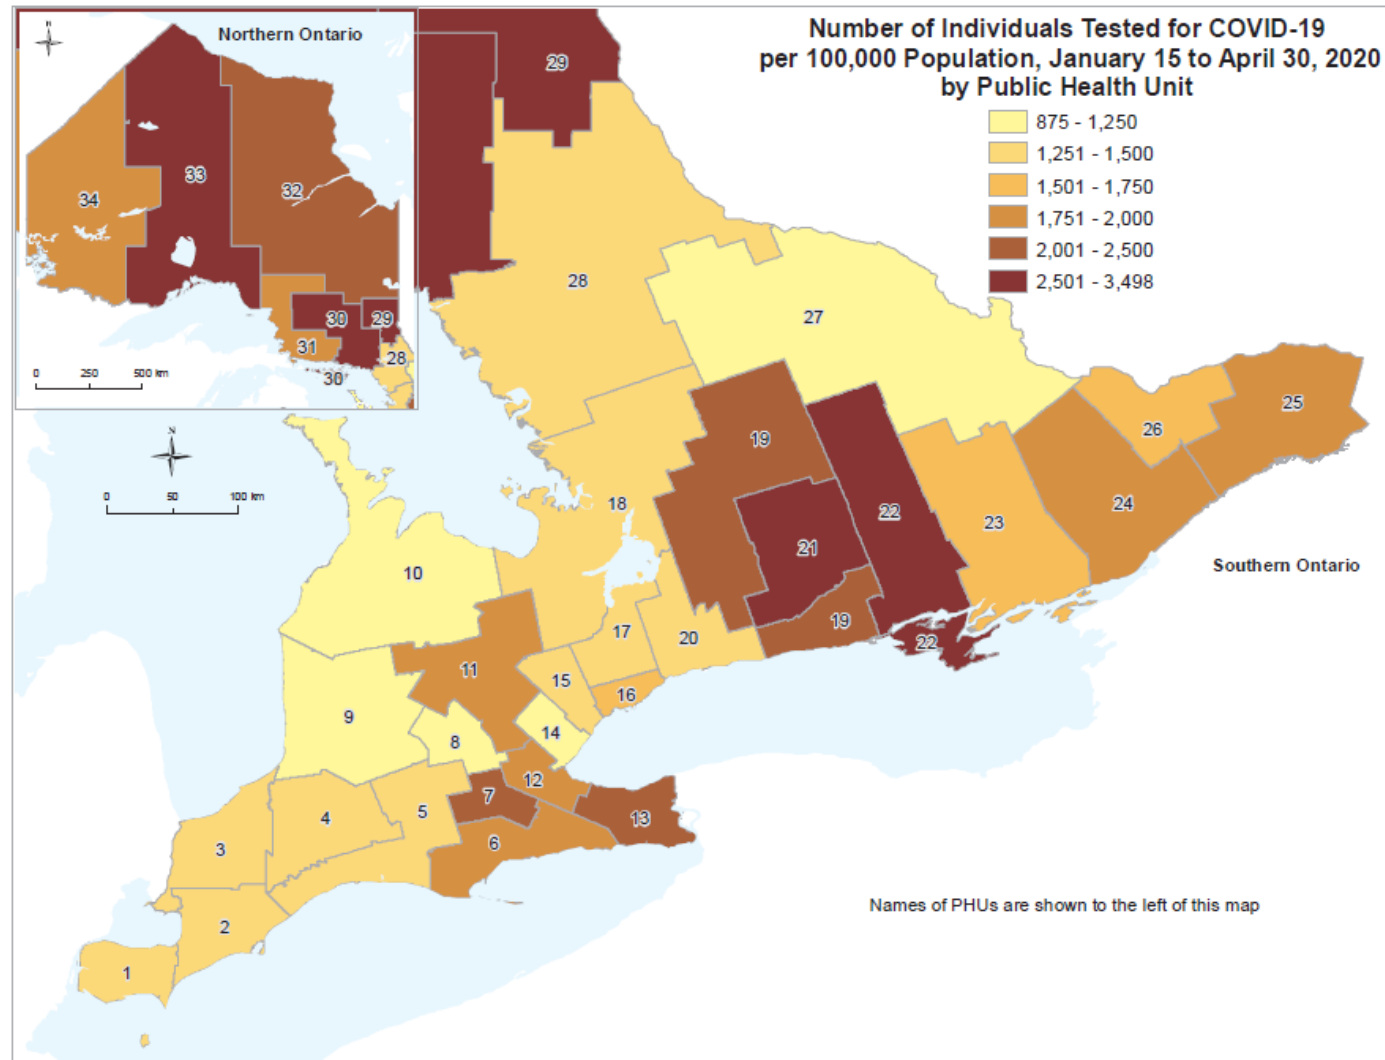 Number of Individuals Tested for COVID-19
per 100,000 Population, January 15 to April 30, 2020
by Public Health Unit
875 - 1,250
1,251 - 1,500
1,501 - 1,750
1,751 - 2,000
2,001 - 2,500
2,501 - 3,498
N
Northern Ontario
34
33
32
31
30
29
28
30
0 250 500 km
N
0 50 100 km
29
28
27
25
26
24
19
22
23
18
21
10
19
20
22
17
11
15
16
9
8
14
12
7
13
5
4
6
3
2
1
Southern Ontario
Names of PHUs are shown to the left of this map